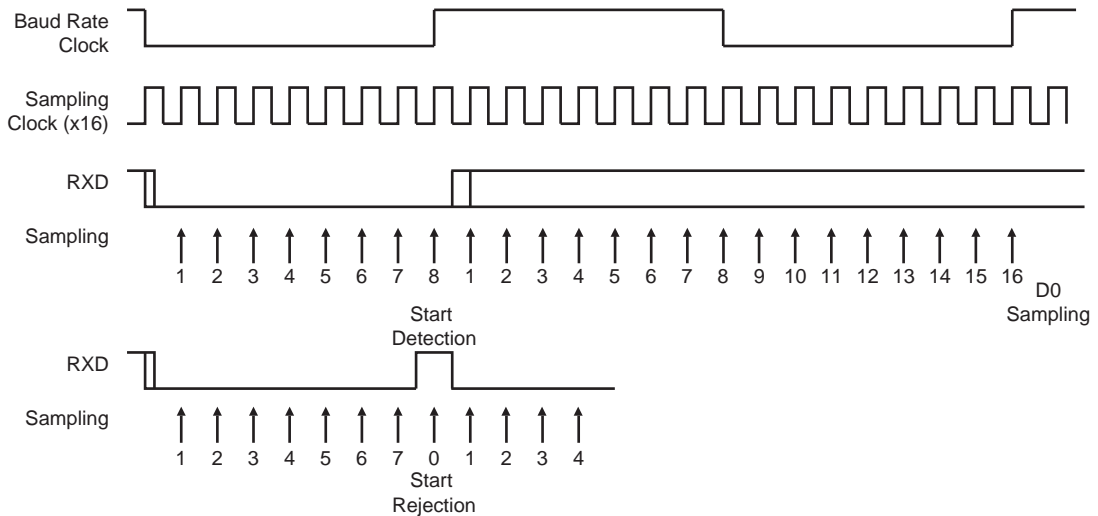 Baud Rate
Clock
Sampling
Clock (x16)
RXD
Sampling
1 2 3 4 5 6 7 8 1 2 3 4 5 6 7 8 9 10 11 12 13 14 15 16
D0
Sampling
Start
Detection
RXD
Sampling
1 2 3 4 5 6 7 0 1 2 3 4
Start
Rejection